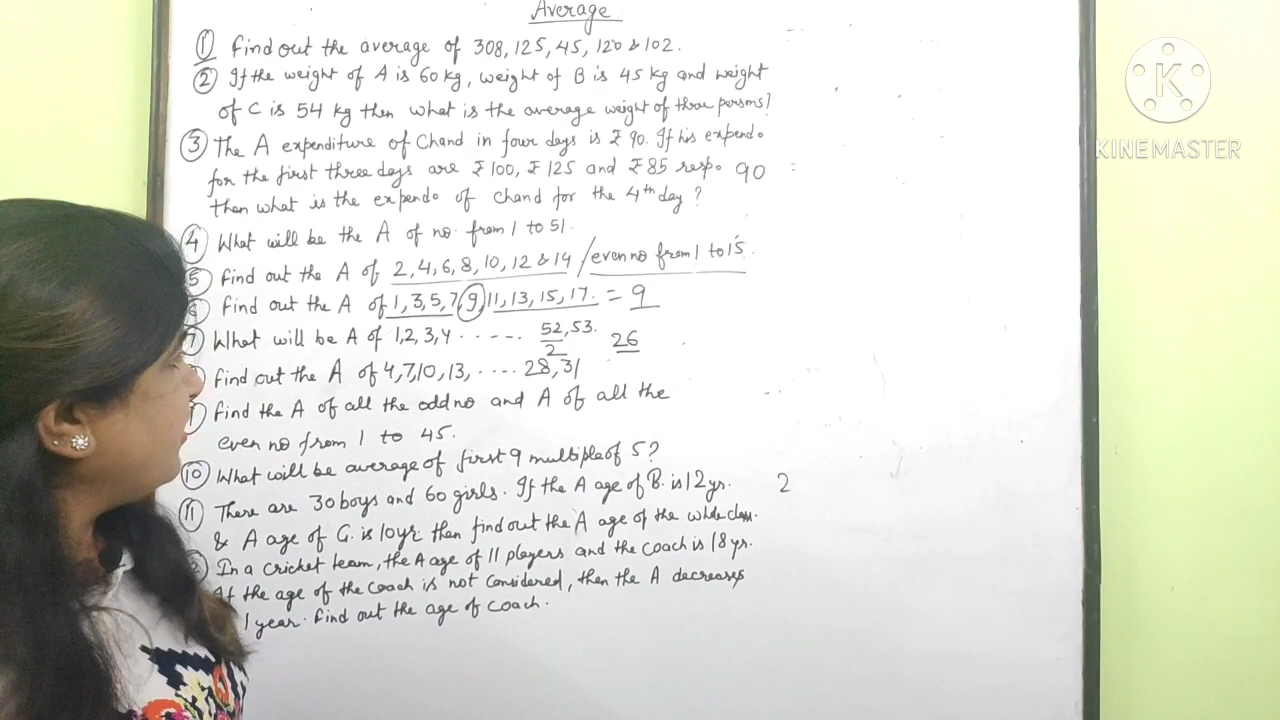 Average
① Find out the average of 308, 125, 45, 120 & 102.
② If the weight of A is 60 kg, weight of B is 45 kg and weight
of C is 54 kg then what is the average weight of three persons?
③ The A expenditure of Chand in four days is ₹ 90. If his expendo
for the first three days are ₹ 100, ₹ 125 and ₹ 85 respo 90 =
then what is the expendo of Chand for the 4th day?
④ What will be the A of no. from 1 to 51.
⑤ Find out the A of 2, 4, 6, 8, 10, 12 & 14 / even no from 1 to 15.
⑥ Find out the A of 1, 3, 5, 7, 9, 11, 13, 15, 17. = 9
⑦ What will be A of 1, 2, 3, 4 ...... 52, 53. 26
2
Find out the A of 4, 7, 10, 13, .... 28, 31
Find the A of all the odd no and A of all the
even no from 1 to 45.
⑩ What will be average of first 9 multiple of 5?
⑪ There are 30 boys and 60 girls. If the A age of B. is 12 yr. 2
& A age of G. is 10 yr then find out the A age of the whole class.
In a cricket team, the A age of 11 players and the coach is 18 yr.
If the age of the coach is not considered, then the A decreases
1 year. Find out the age of coach.
K
KINEMASTER